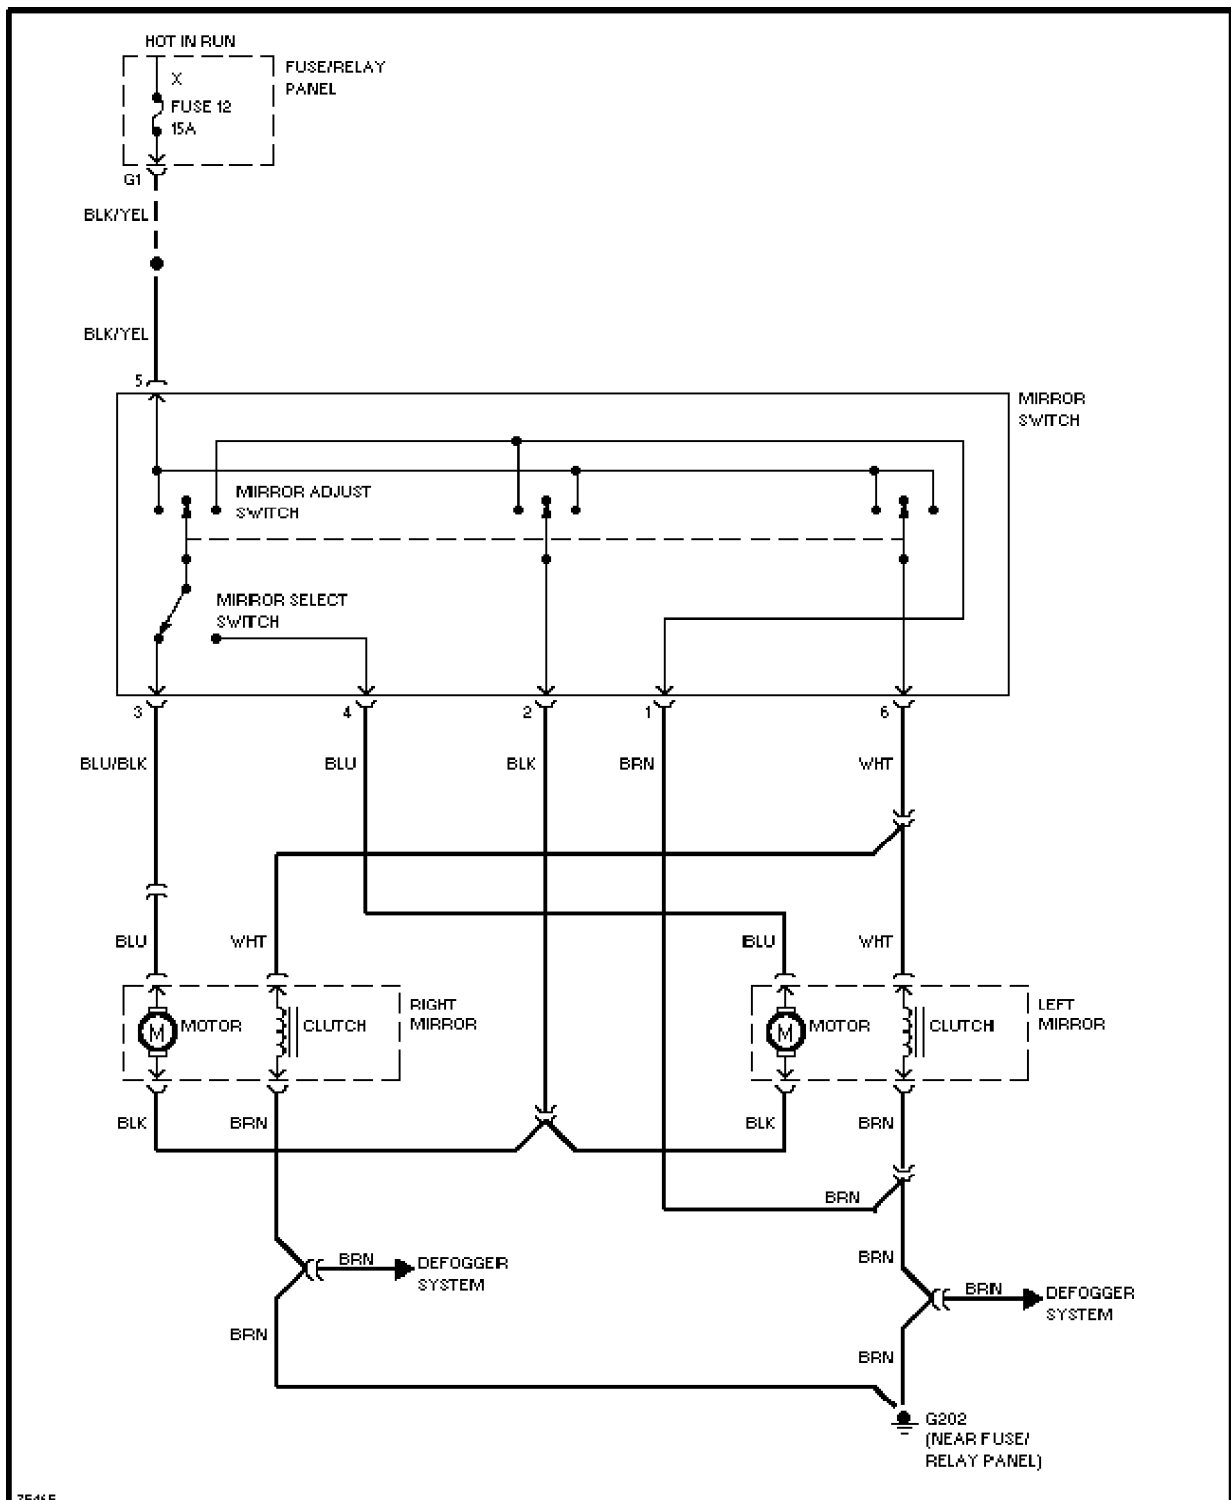 HOT IN RUN
FUSE/RELAY
PANEL
X
FUSE 12
15A
G1
BLK/YEL
BLK/YEL
5
MIRROR
SWITCH
MIRROR ADJUST
SWITCH
MIRROR SELECT
SWITCH
3
4
2
1
6
BLU/BLK
BLU
BLK
BRN
WHT
BLU
WHT
BLU
WHT
RIGHT
MIRROR
LEFT
MIRROR
M
MOTOR
CLUTCH
M
MOTOR
CLUTCH
BLK
BRN
BLK
BRN
BRN
BRN
DEFOGGER
SYSTEM
BRN
BRN
DEFOGGER
SYSTEM
BRN
BRN
G202
(NEAR FUSE/
RELAY PANEL)